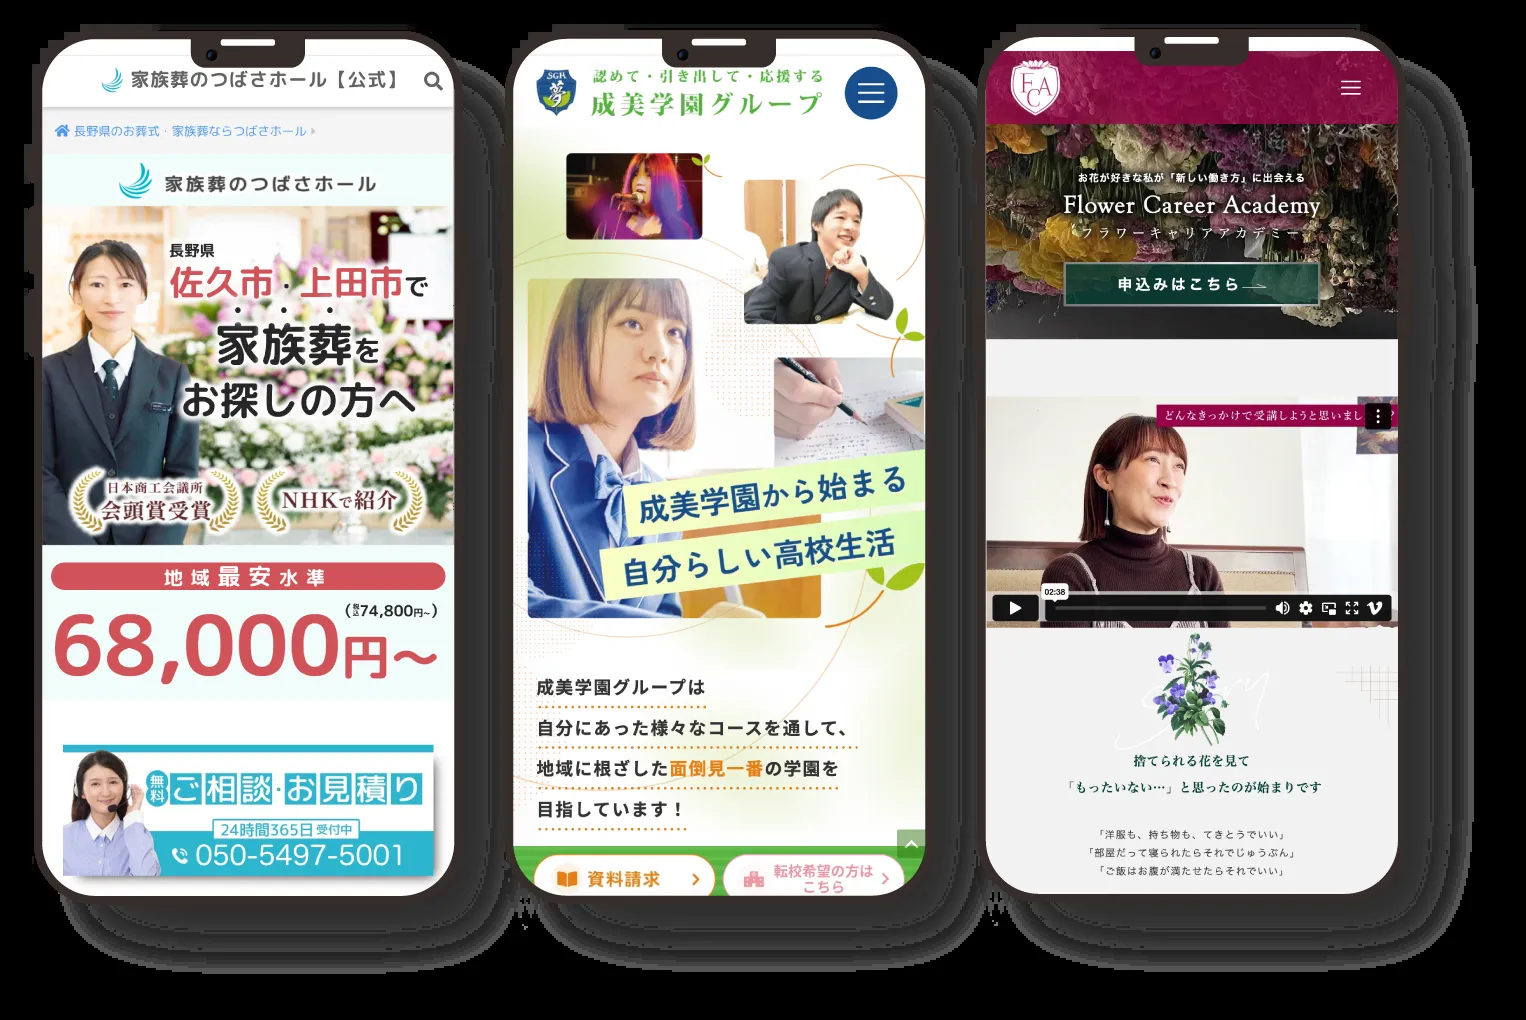 家族葬のつばさホール【公式】
長野県のお葬式・家族葬ならつばさホール
家族葬のつばさホール
長野県
佐久市・上田市で
家族葬を
お探しの方へ
日本商工会議所
会頭賞受賞
NHKで紹介
地域最安水準
(税込74,800円~)
68,000円〜
無料
ご相談・お見積り
24時間365日受付中
050-5497-5001
SGH
夢
認めて・引き出して・応援する
成美学園グループ
成美学園から始まる
自分らしい高校生活
成美学園グループは
自分にあった様々なコースを通して、
地域に根ざした面倒見一番の学園を
目指しています！
資料請求
転校希望の方は
こちら
FCA
お花が好きな私が「新しい働き方」に出会える
Flower Career Academy
フラワーキャリアアカデミー
申込みはこちら
どんなきっかけで受講しようと思いまし
02:38
捨てられる花を見て
「もったいない…」と思ったのが始まりです
「洋服も、持ち物も、てきとうでいい」
「部屋だって寝られたらそれでじゅうぶん」
「ご飯はお腹が満たせたらそれでいい」